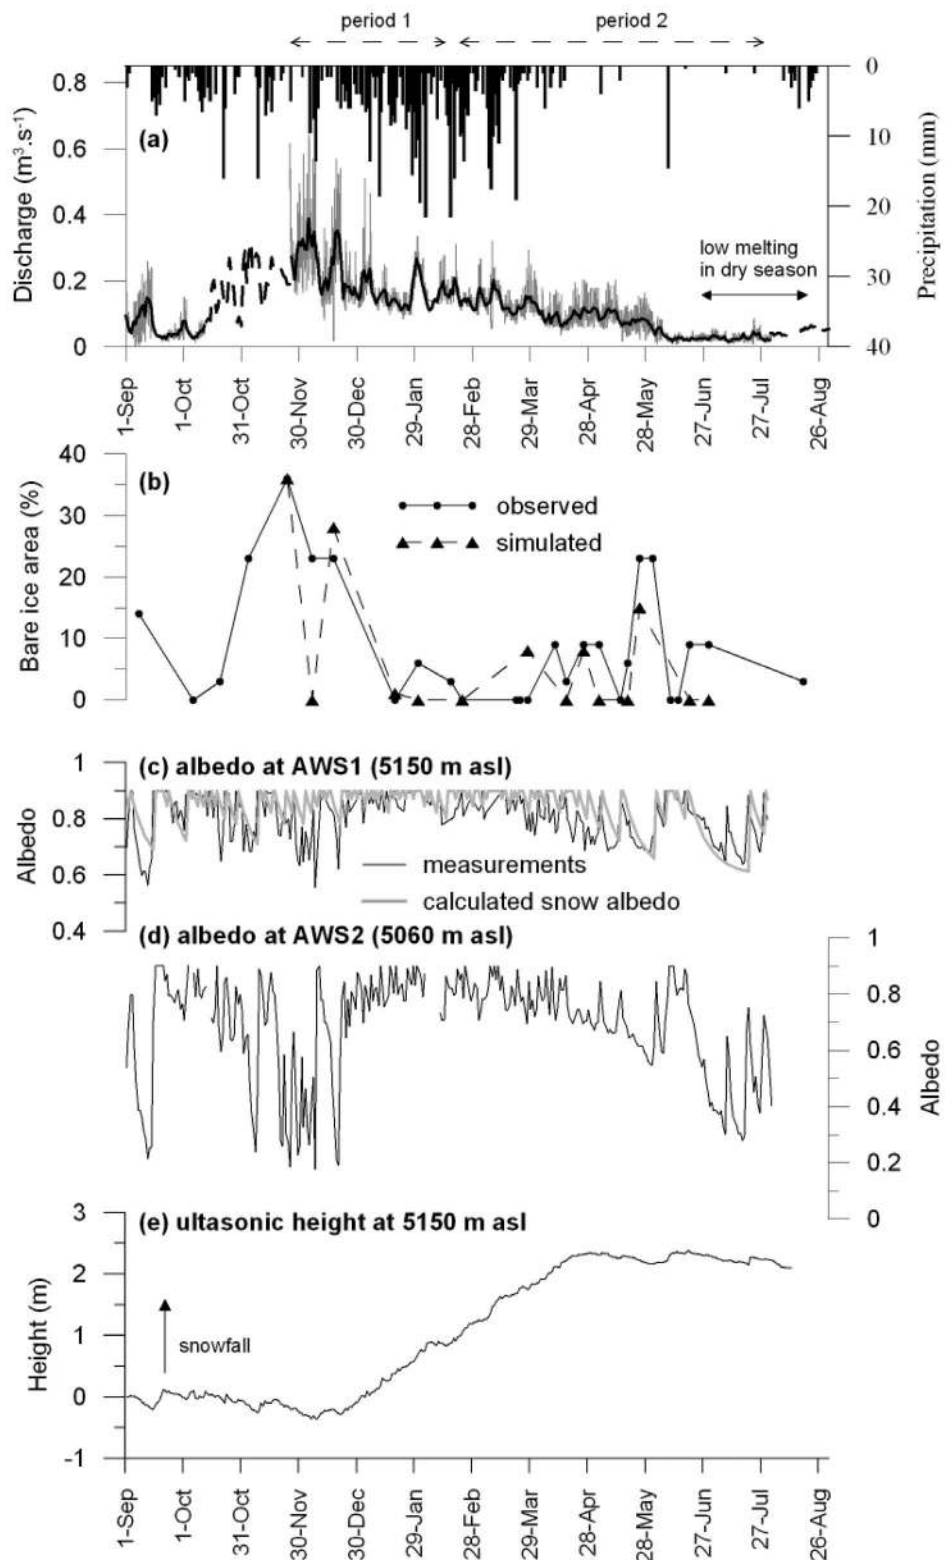 period 1
period 2
0.8
0.6
0.4
0.2
0
Discharge (m³.s⁻¹)
(a)
0
10
20
30
40
Precipitation (mm)
low melting
in dry season
1-Sep
1-Oct
31-Oct
30-Nov
30-Dec
29-Jan
28-Feb
29-Mar
28-Apr
28-May
27-Jun
27-Jul
26-Aug
40
30
20
10
0
Bare ice area (%)
(b)
observed
simulated
1
0.8
0.6
0.4
Albedo
(c) albedo at AWS1 (5150 m asl)
measurements
calculated snow albedo
(d) albedo at AWS2 (5060 m asl)
1
0.8
0.6
0.4
0.2
0
Albedo
3
2
1
0
-1
Height (m)
(e) ultasonic height at 5150 m asl
snowfall
1-Sep
1-Oct
31-Oct
30-Nov
30-Dec
29-Jan
28-Feb
29-Mar
28-Apr
28-May
27-Jun
27-Jul
26-Aug